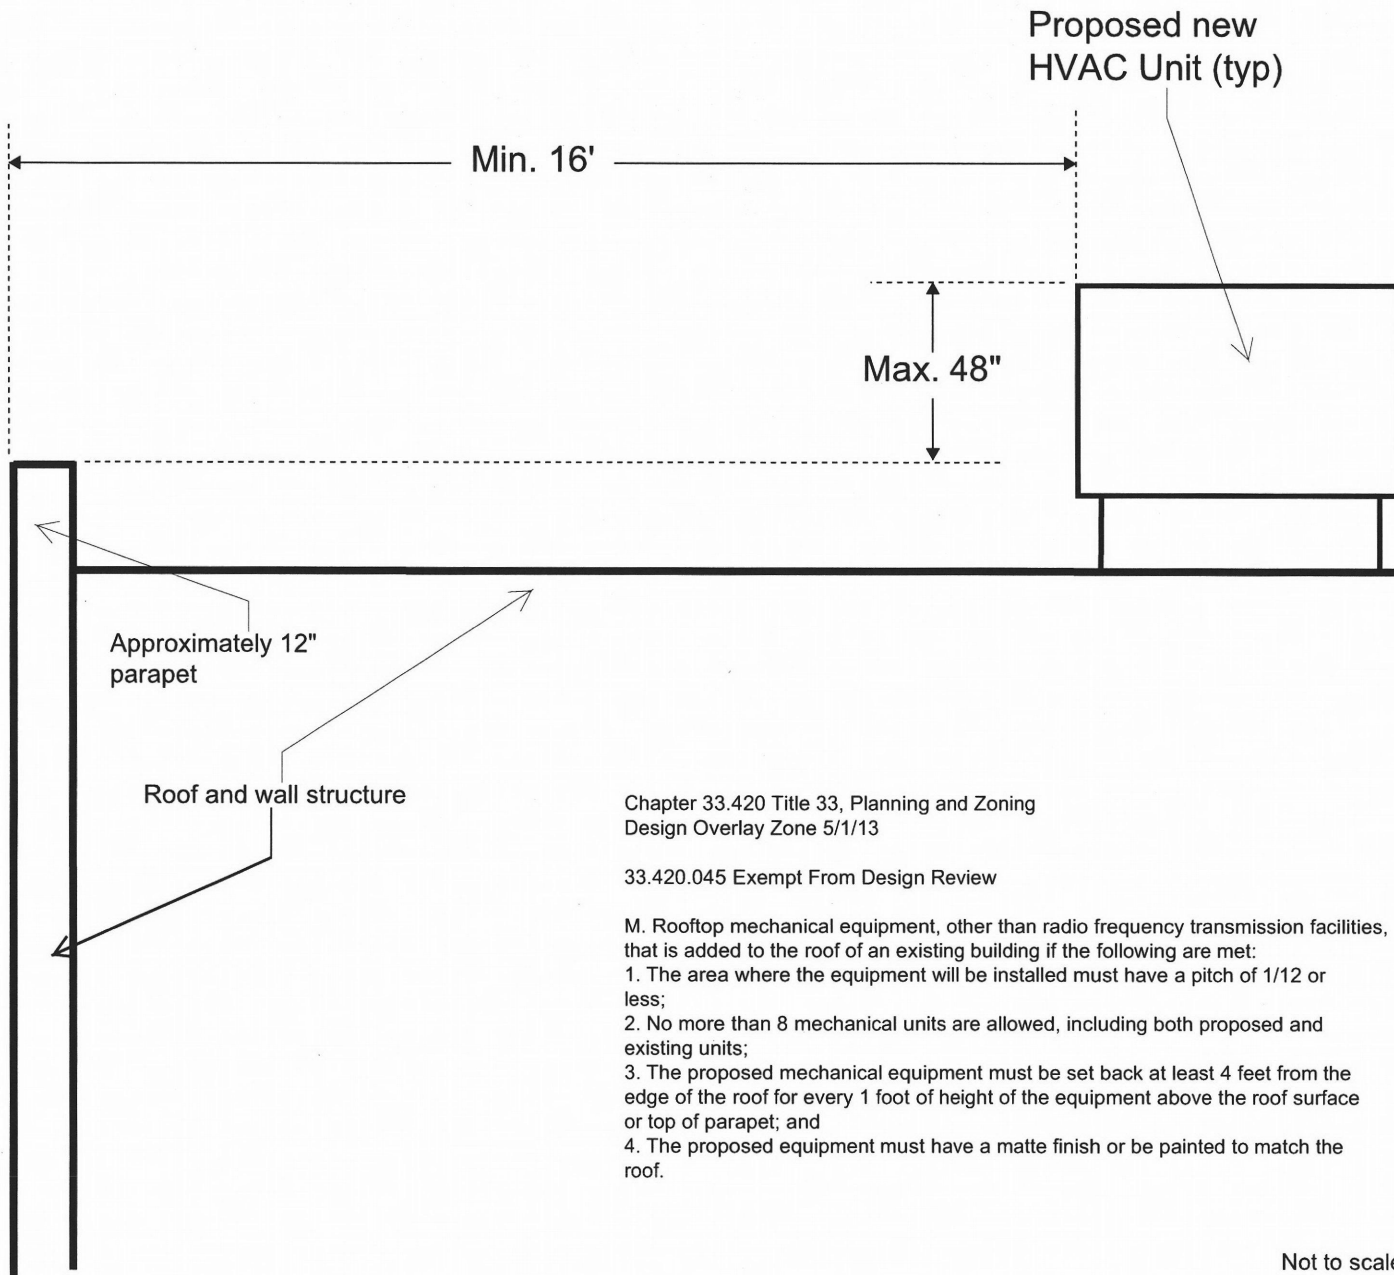 Proposed new
HVAC Unit (typ)
Min. 16'
Max. 48"
Approximately 12"
parapet
Roof and wall structure
Chapter 33.420 Title 33, Planning and Zoning
Design Overlay Zone 5/1/13
33.420.045 Exempt From Design Review
M. Rooftop mechanical equipment, other than radio frequency transmission facilities,
that is added to the roof of an existing building if the following are met:
1. The area where the equipment will be installed must have a pitch of 1/12 or
less;
2. No more than 8 mechanical units are allowed, including both proposed and
existing units;
3. The proposed mechanical equipment must be set back at least 4 feet from the
edge of the roof for every 1 foot of height of the equipment above the roof surface
or top of parapet; and
4. The proposed equipment must have a matte finish or be painted to match the
roof.
Not to scale